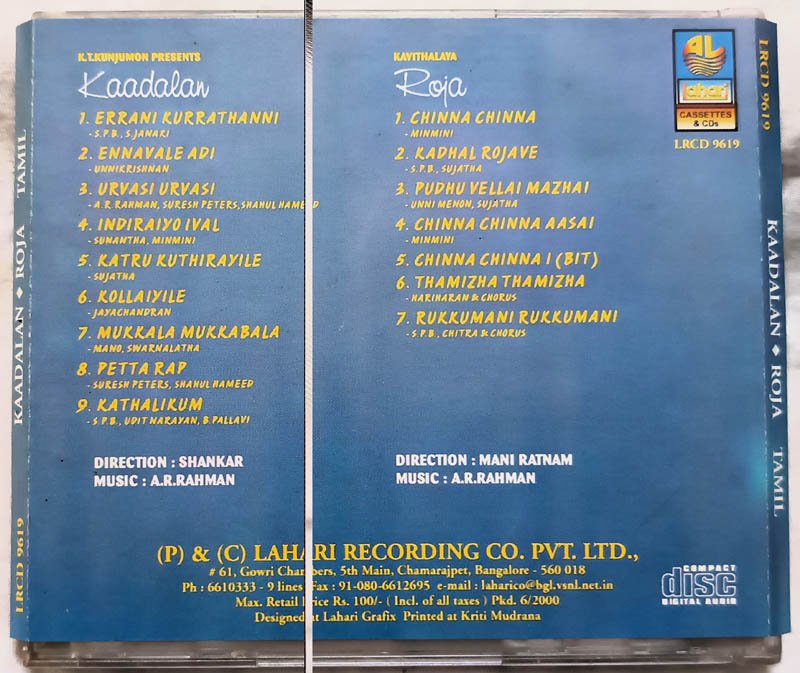 K.T.KUNJUMON PRESENTS
Kaadalan
1. ERRANI KURRATHANNI
- S.P.B., S.JANAKI
2. ENNAVALE ADI
- UNNIKRISHNAN
3. URVASI URVASI
- A.R RAHMAN, SURESH PETERS, SHAHUL HAMEED
4. INDIRAIYO IVAL
- SUNANTHA, MINMINI
5. KATRU KUTHIRAYILE
- SUJATHA
6. KOLLAIYILE
- JAYACHANDRAN
7. MUKKALA MUKKABALA
- MANO, SWARNALATHA
8. PETTA RAP
- SURESH PETERS, SHAHUL HAMEED
9. KATHALIKUM
- S.P.B., UDIT NARAYAN, B.PALLAVI
DIRECTION : SHANKAR
MUSIC : A.R.RAHMAN
KAVITHALAYA
Roja
1. CHINNA CHINNA
- MINMINI
2. KADHAL ROJAVE
- S.P.B., SUJATHA
3. PUDHU VELLAI MAZHAI
- UNNI MENON, SUJATHA
4. CHINNA CHINNA AASAI
- MINMINI
5. CHINNA CHINNA I (BIT)
6. THAMIZHA THAMIZHA
- HARIHARAN & CHORUS
7. RUKKUMANI RUKKUMANI
- S.P.B., CHITRA & CHORUS
DIRECTION : MANI RATNAM
MUSIC : A.R.RAHMAN
Lahari
CASSETTES
& CDs
LRCD 9619
(P) & (C) LAHARI RECORDING CO. PVT. LTD.,
# 61, Gowri Chambers, 5th Main, Chamarajpet, Bangalore - 560 018
Ph : 6610333 - 9 lines Fax : 91-080-6612695 e-mail : laharico@bgl.vsnl.net.in
Max. Retail Price Rs. 100/- ( Incl. of all taxes ) Pkd. 6/2000
Designed at Lahari Grafix Printed at Kriti Mudrana
COMPACT
disc
DIGITAL AUDIO
LRCD 9619 KAADALAN ♦ ROJA TAMIL
LRCD 9619 KAADALAN ♦ ROJA TAMIL